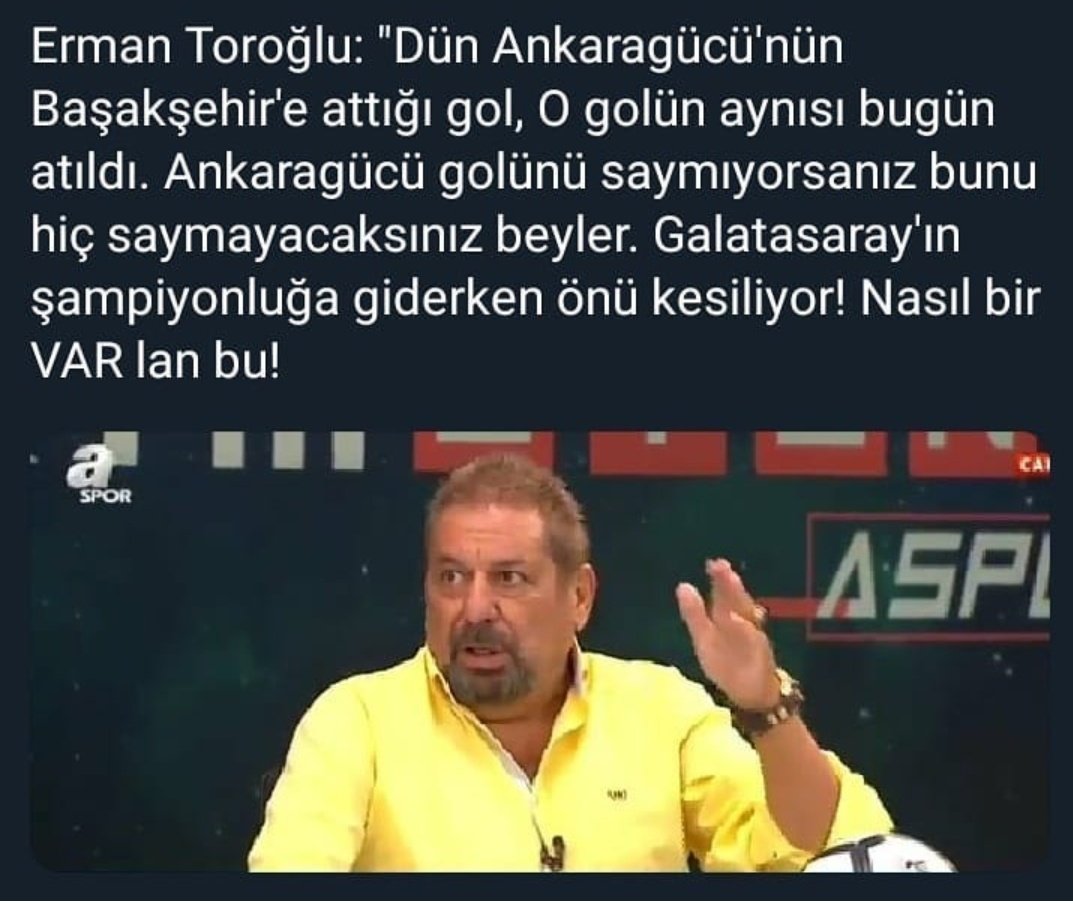 Erman Toroğlu: "Dün Ankaragücü'nün
Başakşehir'e attığı gol, O golün aynısı bugün
atıldı. Ankaragücü golünü saymıyorsanız bunu
hiç saymayacaksınız beyler. Galatasaray'ın
şampiyonluğa giderken önü kesiliyor! Nasıl bir
VAR lan bu!
a
SPOR
CA
ASP